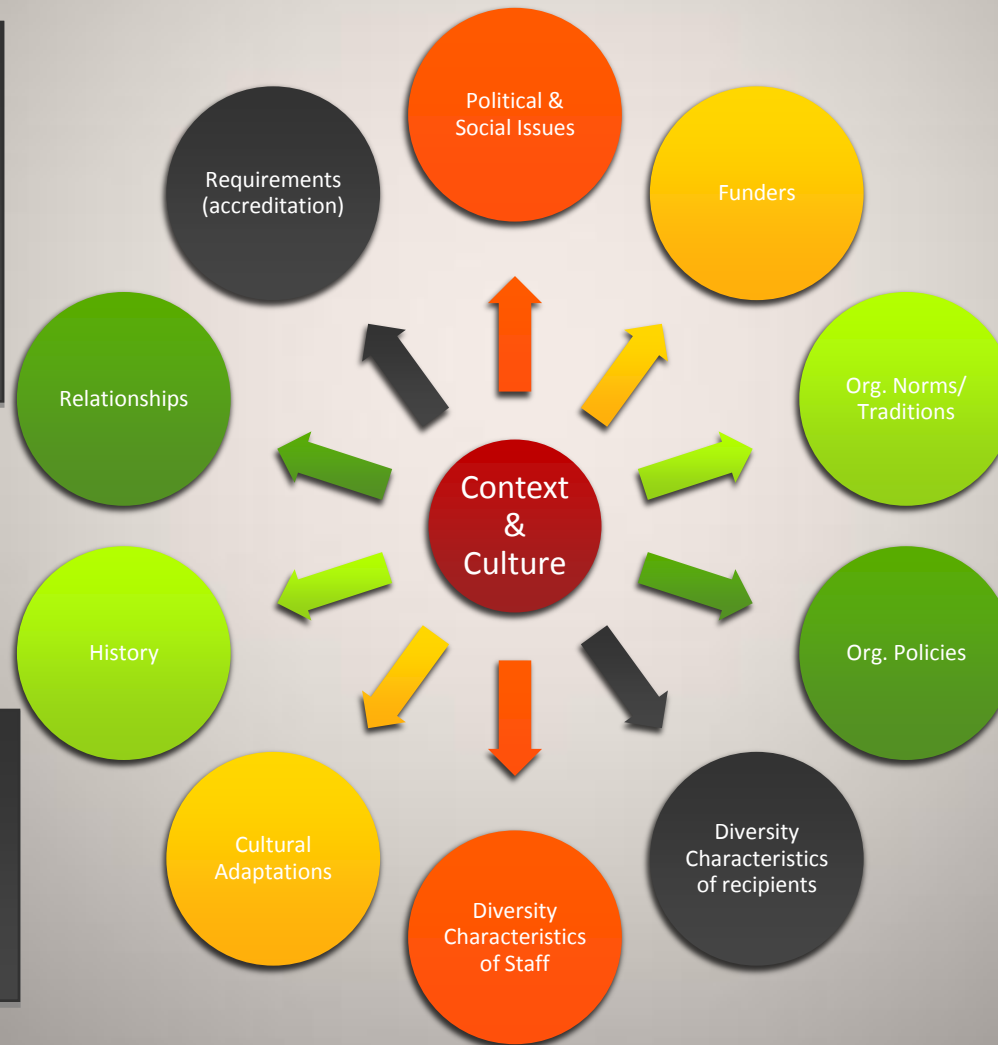 Political &
Social Issues
Funders
Org. Norms/
Traditions
Org. Policies
Diversity
Characteristics
of recipients
Diversity
Characteristics
of Staff
Cultural
Adaptations
History
Relationships
Requirements
(accreditation)
Context
&
Culture